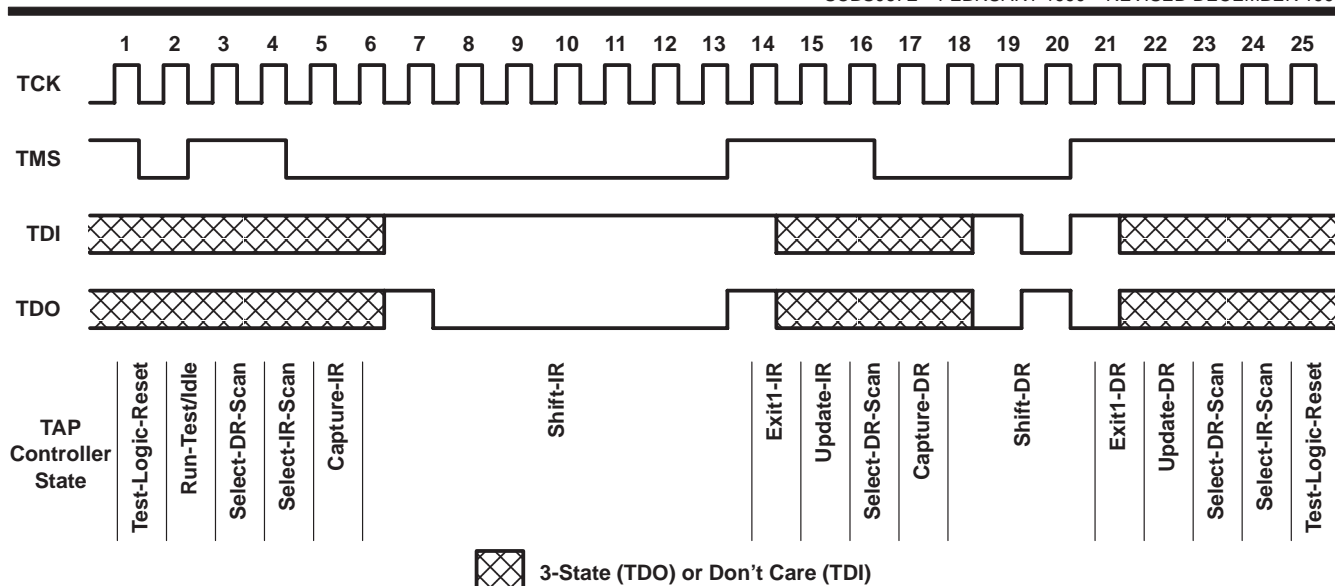 1 2 3 4 5 6 7 8 9 10 11 12 13 14 15 16 17 18 19 20 21 22 23 24 25
TCK
TMS
TDI
TDO
TAP
Controller
State
Test-Logic-Reset
Run-Test/Idle
Select-DR-Scan
Select-IR-Scan
Capture-IR
Shift-IR
Exit1-IR
Update-IR
Select-DR-Scan
Capture-DR
Shift-DR
Exit1-DR
Update-DR
Select-DR-Scan
Select-IR-Scan
Test-Logic-Reset
3-State (TDO) or Don't Care (TDI)